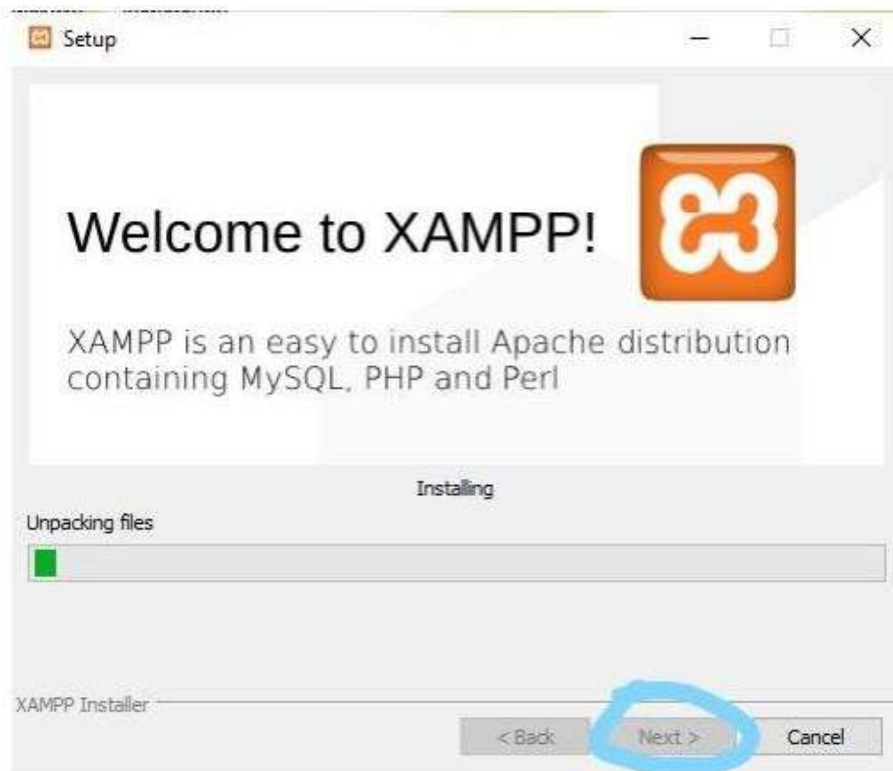 Setup
Welcome to XAMPP!
XAMPP is an easy to install Apache distribution
containing MySQL, PHP and Perl
Installing
Unpacking files
XAMPP Installer
< Back
Next >
Cancel